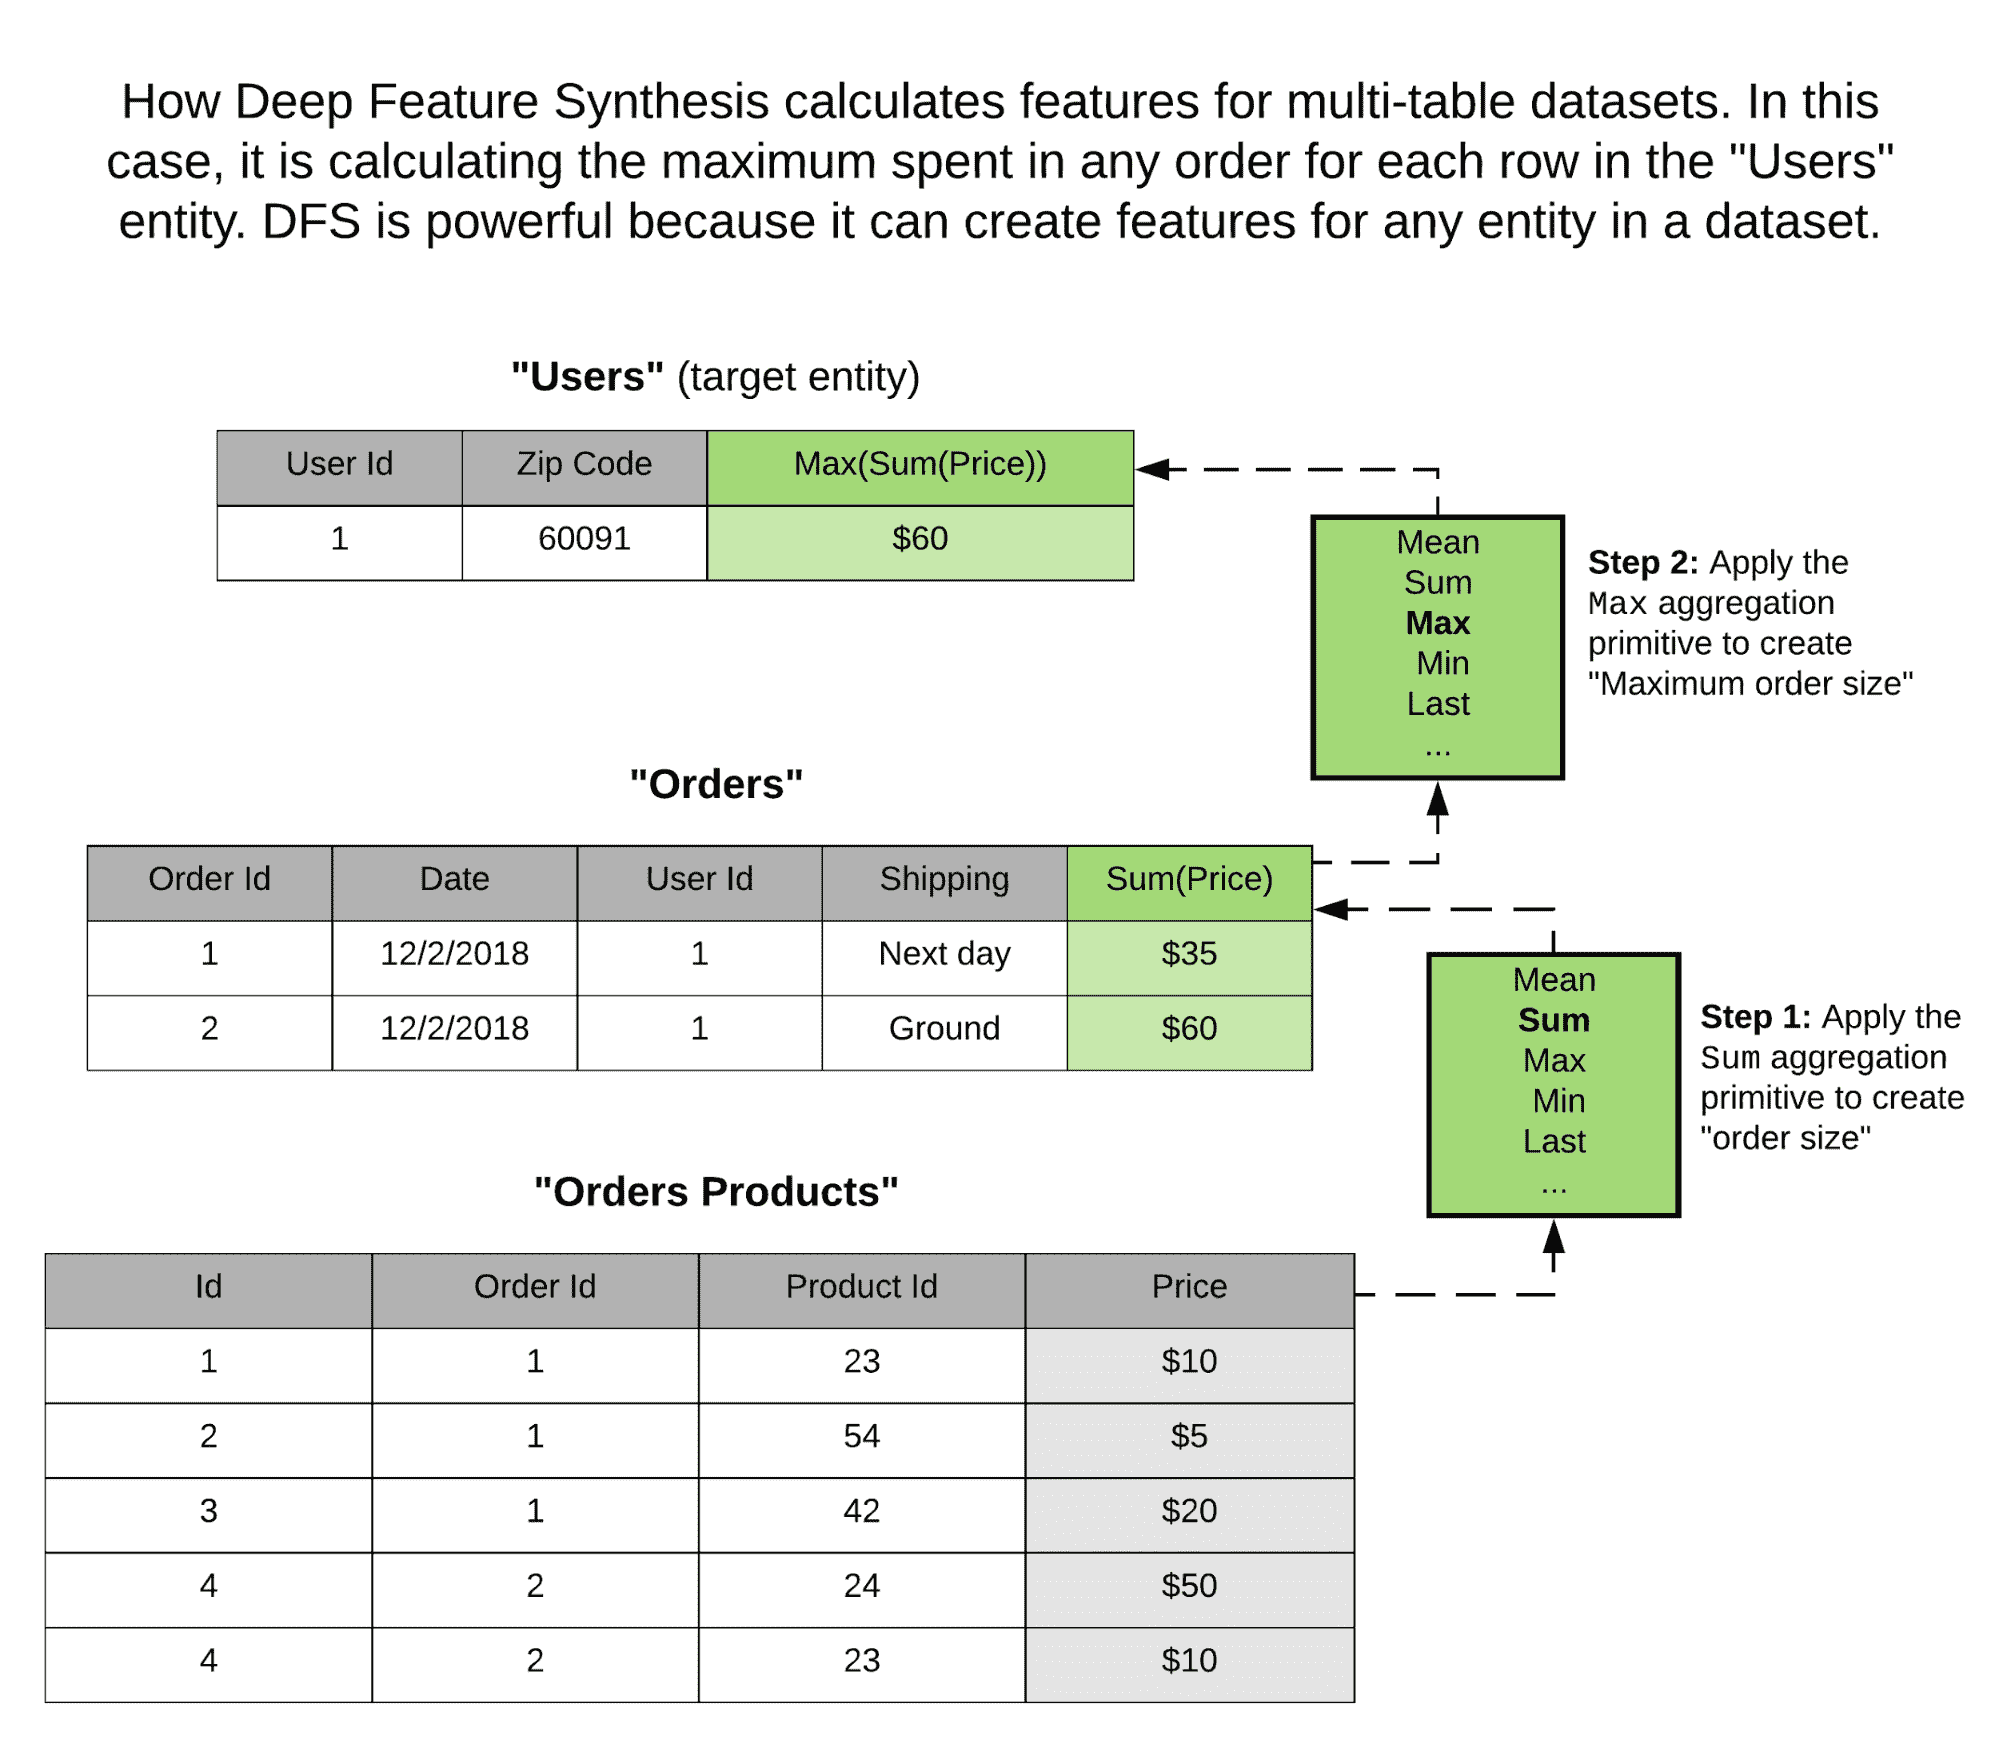 How Deep Feature Synthesis calculates features for multi-table datasets. In this
case, it is calculating the maximum spent in any order for each row in the "Users"
entity. DFS is powerful because it can create features for any entity in a dataset.
"Users" (target entity)
User Id Zip Code Max(Sum(Price))
1 60091 $60
Mean
Sum
Max
Min
Last
...
Step 2: Apply the
Max aggregation
primitive to create
"Maximum order size"
"Orders"
Order Id Date User Id Shipping Sum(Price)
1 12/2/2018 1 Next day $35
2 12/2/2018 1 Ground $60
Mean
Sum
Max
Min
Last
...
Step 1: Apply the
Sum aggregation
primitive to create
"order size"
"Orders Products"
Id Order Id Product Id Price
1 1 23 $10
2 1 54 $5
3 1 42 $20
4 2 24 $50
4 2 23 $10